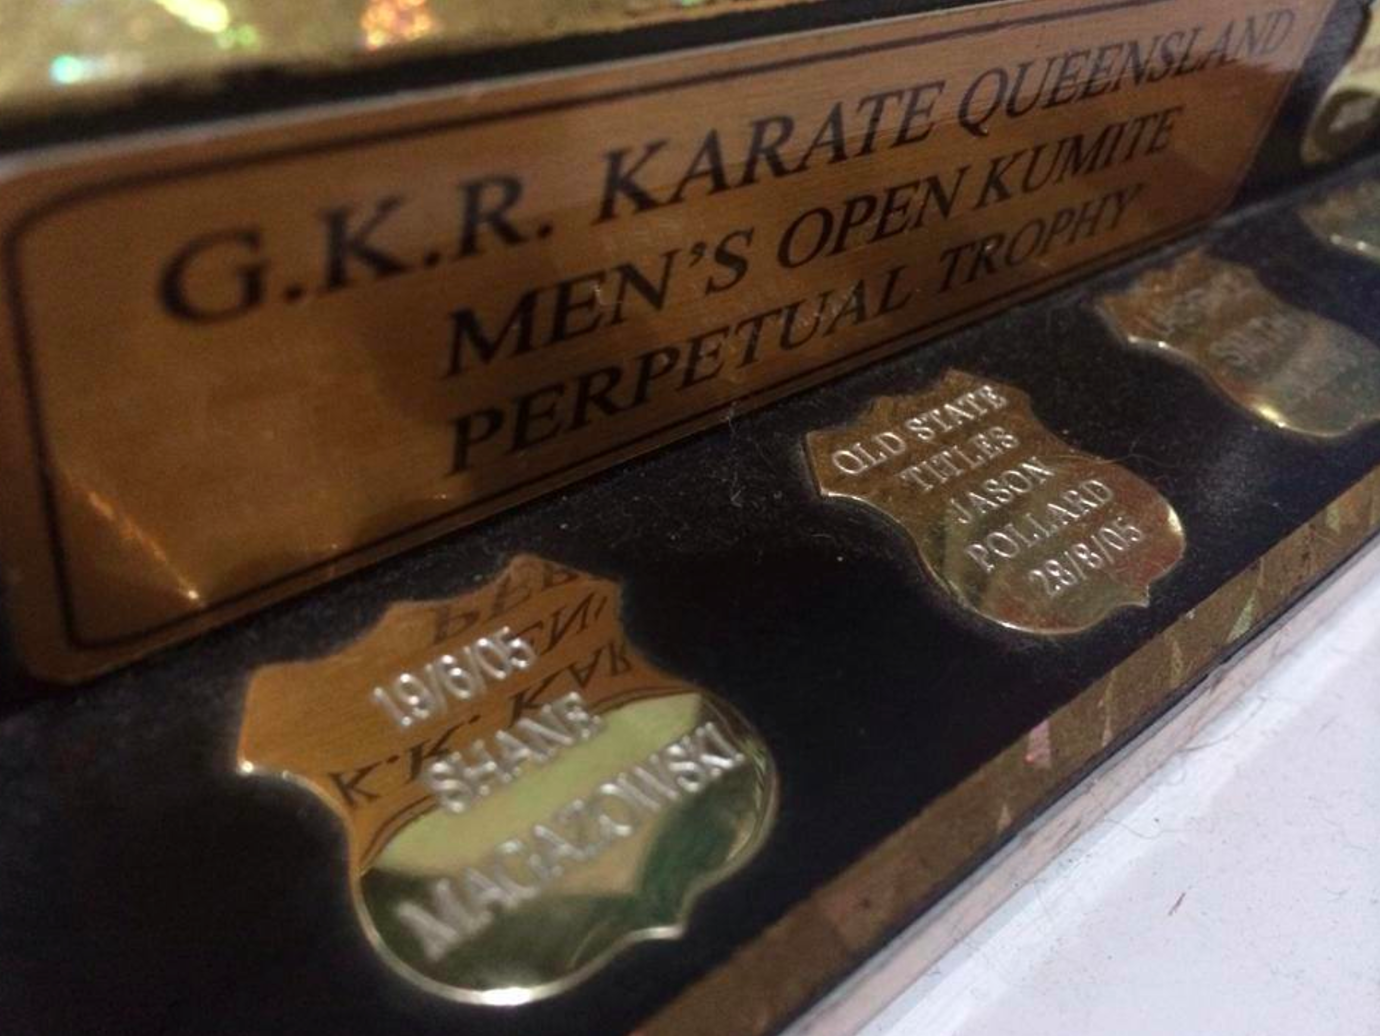 G.K.R. KARATE QUEENSLAND
MEN'S OPEN KUMITE
PERPETUAL TROPHY
19/6/05
SHANE
MAGAZOWSKI
QLD STATE
TITLES
JASON
POLLARD
28/8/05